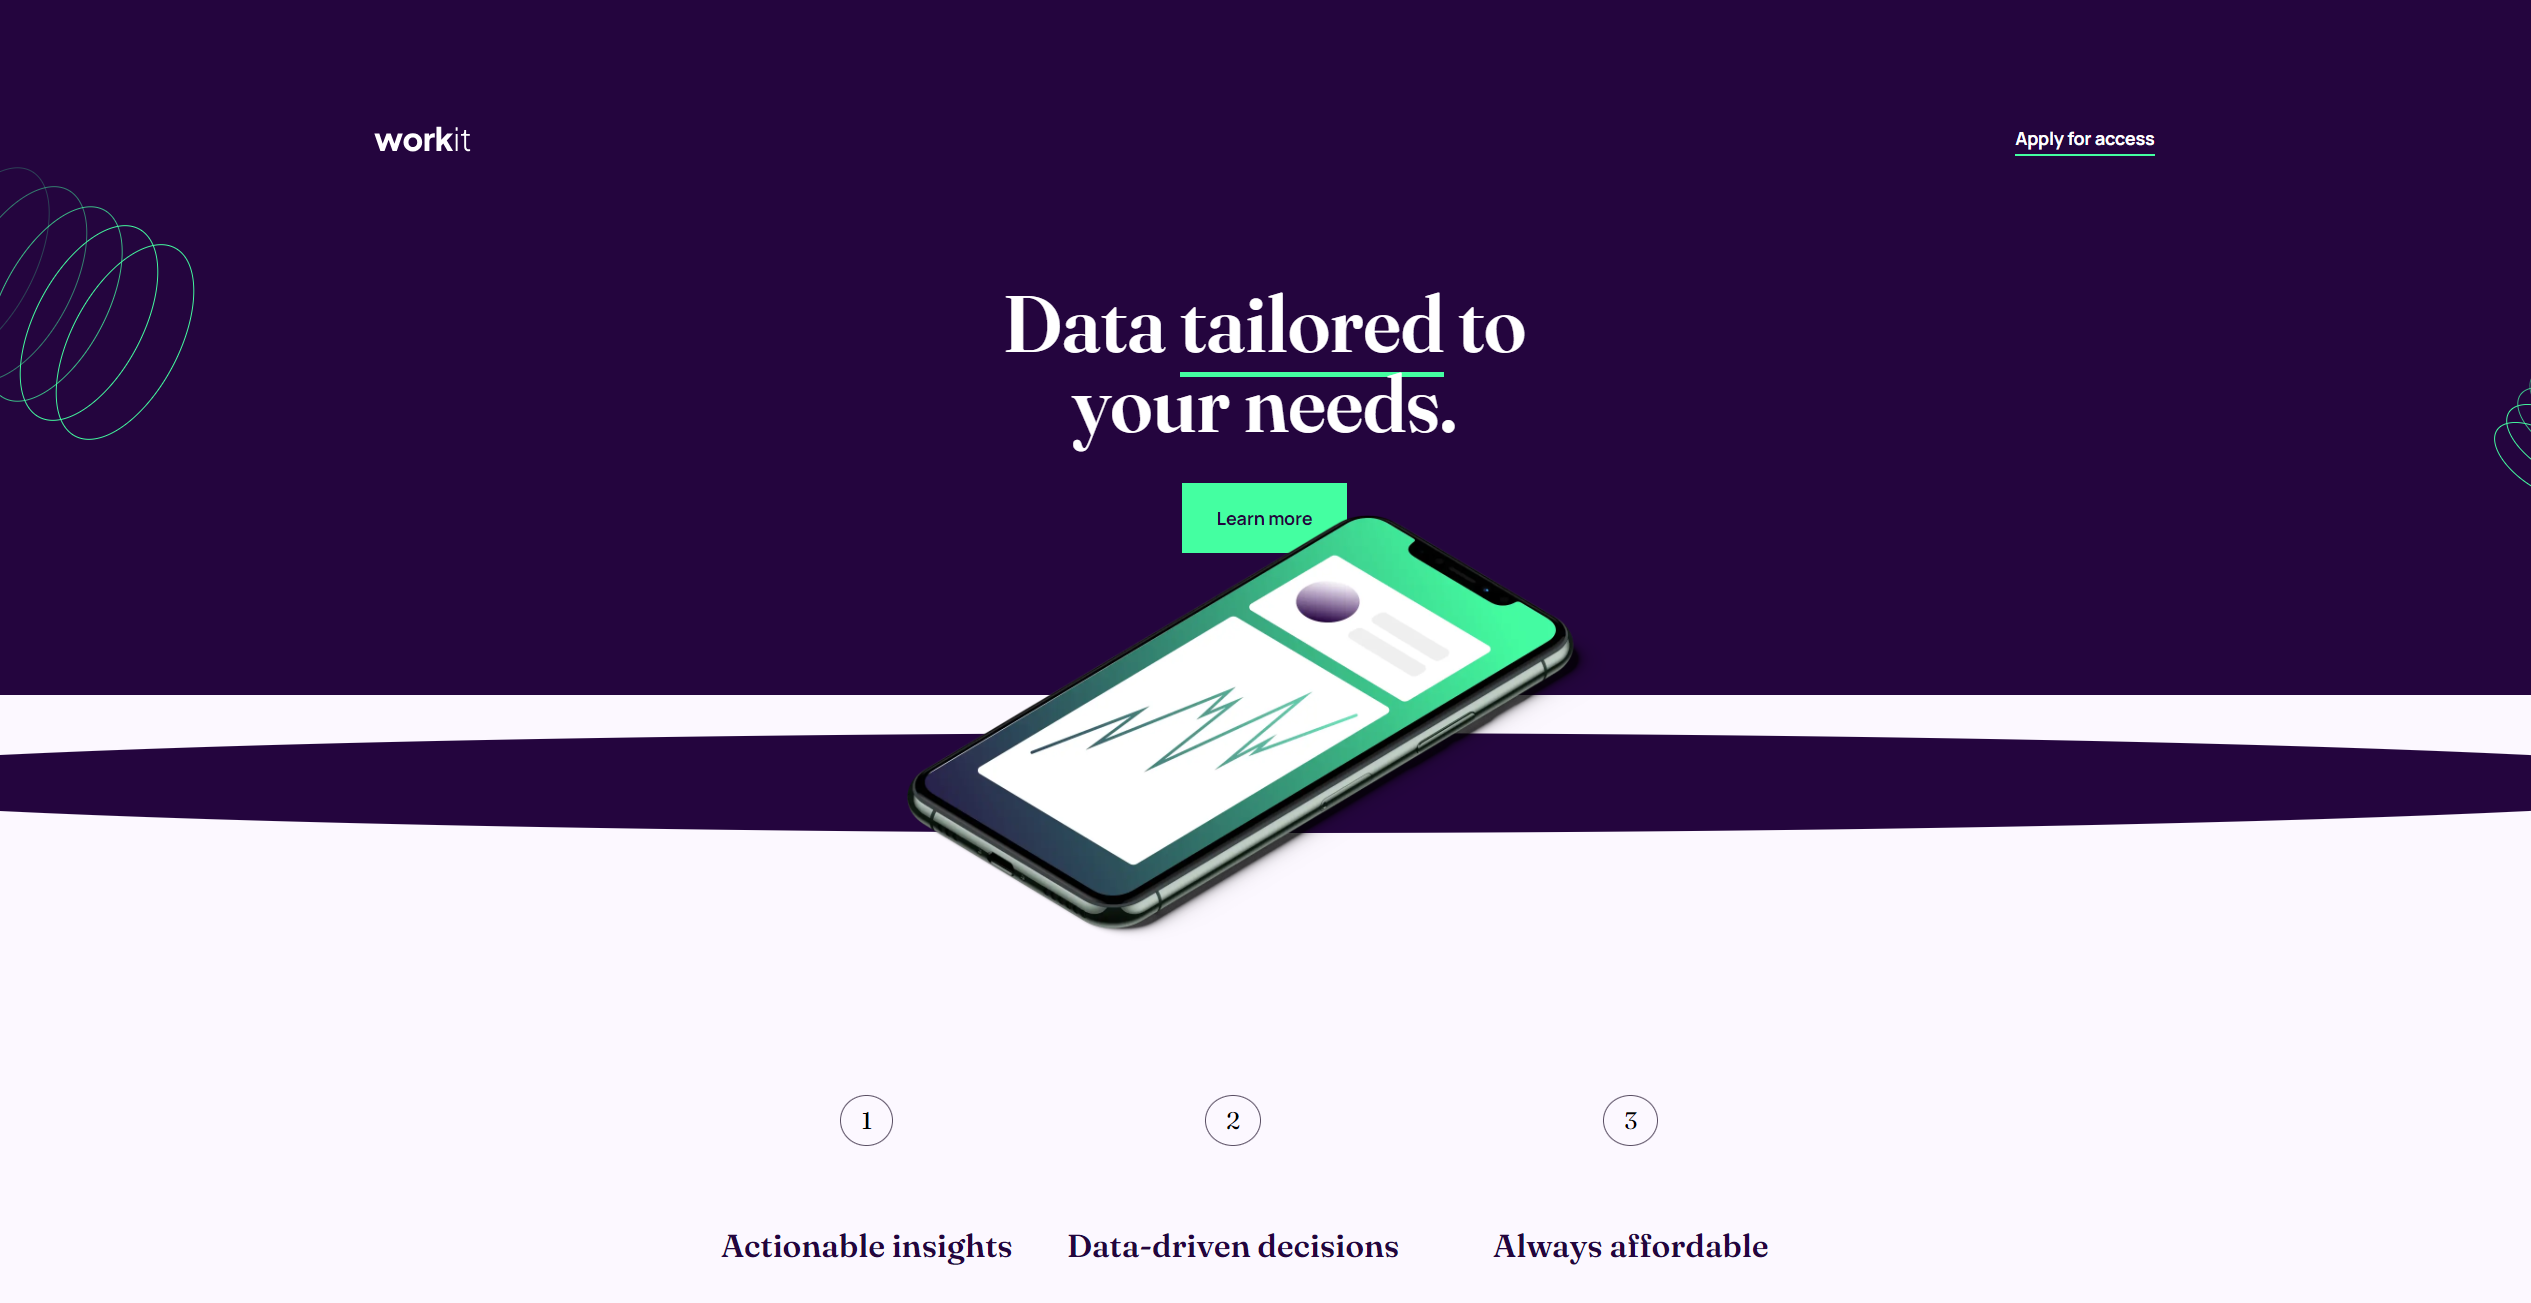 workit
Apply for access
Data tailored to
your needs.
Learn more
1
2
3
Actionable insights
Data-driven decisions
Always affordable